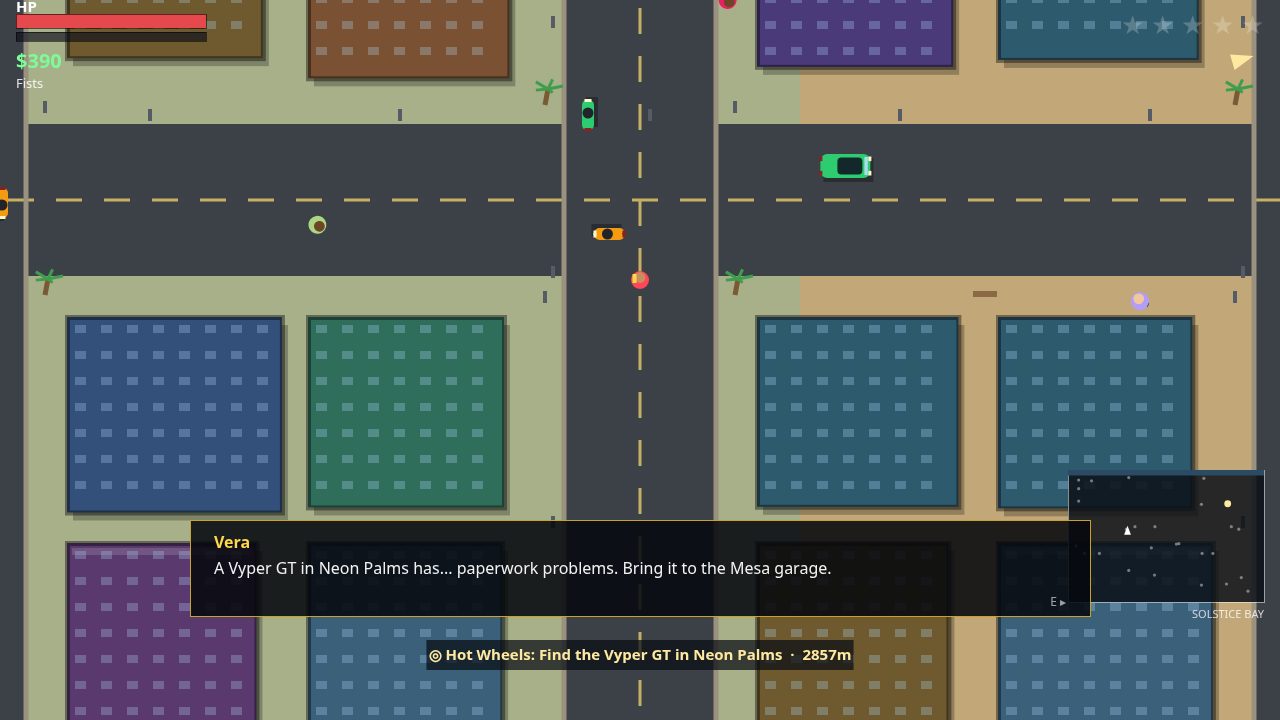 HP
$390
Fists
Vera
A Vyper GT in Neon Palms has... paperwork problems. Bring it to the Mesa garage.
E ▸
SOLSTICE BAY
◎ Hot Wheels: Find the Vyper GT in Neon Palms · 2857m